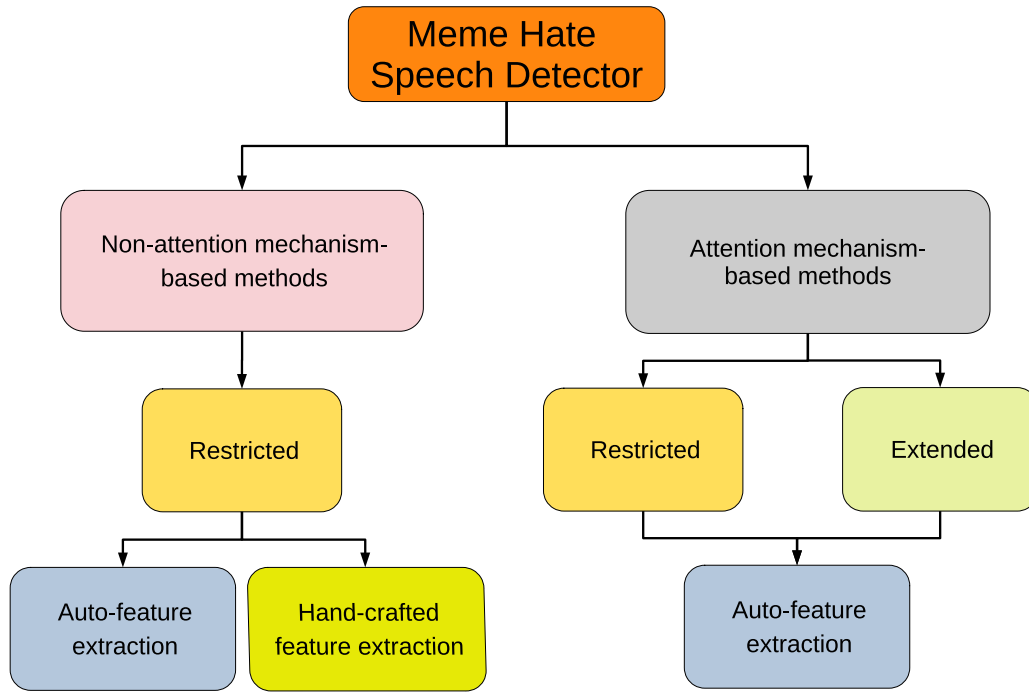 Meme Hate
Speech Detector
Non-attention mechanism-
based methods
Attention mechanism-
based methods
Restricted
Restricted
Extended
Auto-feature
extraction
Hand-crafted
feature extraction
Auto-feature
extraction